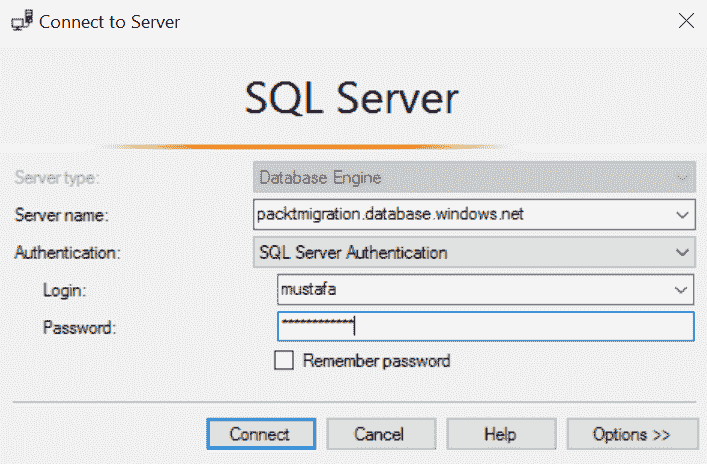 Connect to Server
SQL Server
Server type: Database Engine
Server name: packtmigration.database.windows.net
Authentication: SQL Server Authentication
Login: mustafa
Password: ************
Remember password
Connect Cancel Help Options >>